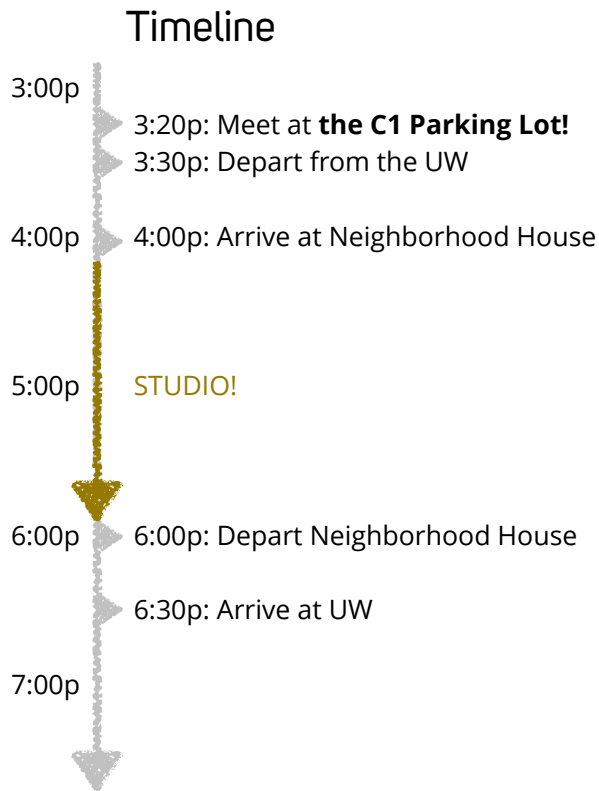 Timeline
3:00p
3:20p: Meet at the C1 Parking Lot!
3:30p: Depart from the UW
4:00p 4:00p: Arrive at Neighborhood House
5:00p STUDIO!
6:00p 6:00p: Depart Neighborhood House
6:30p: Arrive at UW
7:00p